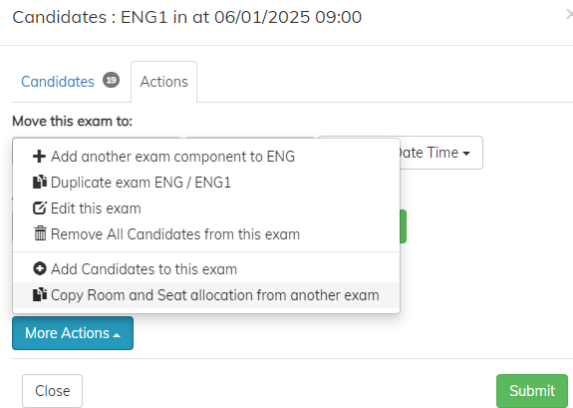 Candidates : ENG1 in at 06/01/2025 09:00
Candidates 19 Actions
Move this exam to:
Date Time
Add another exam component to ENG
Duplicate exam ENG / ENG1
Edit this exam
Remove All Candidates from this exam
Add Candidates to this exam
Copy Room and Seat allocation from another exam
More Actions
Close Submit